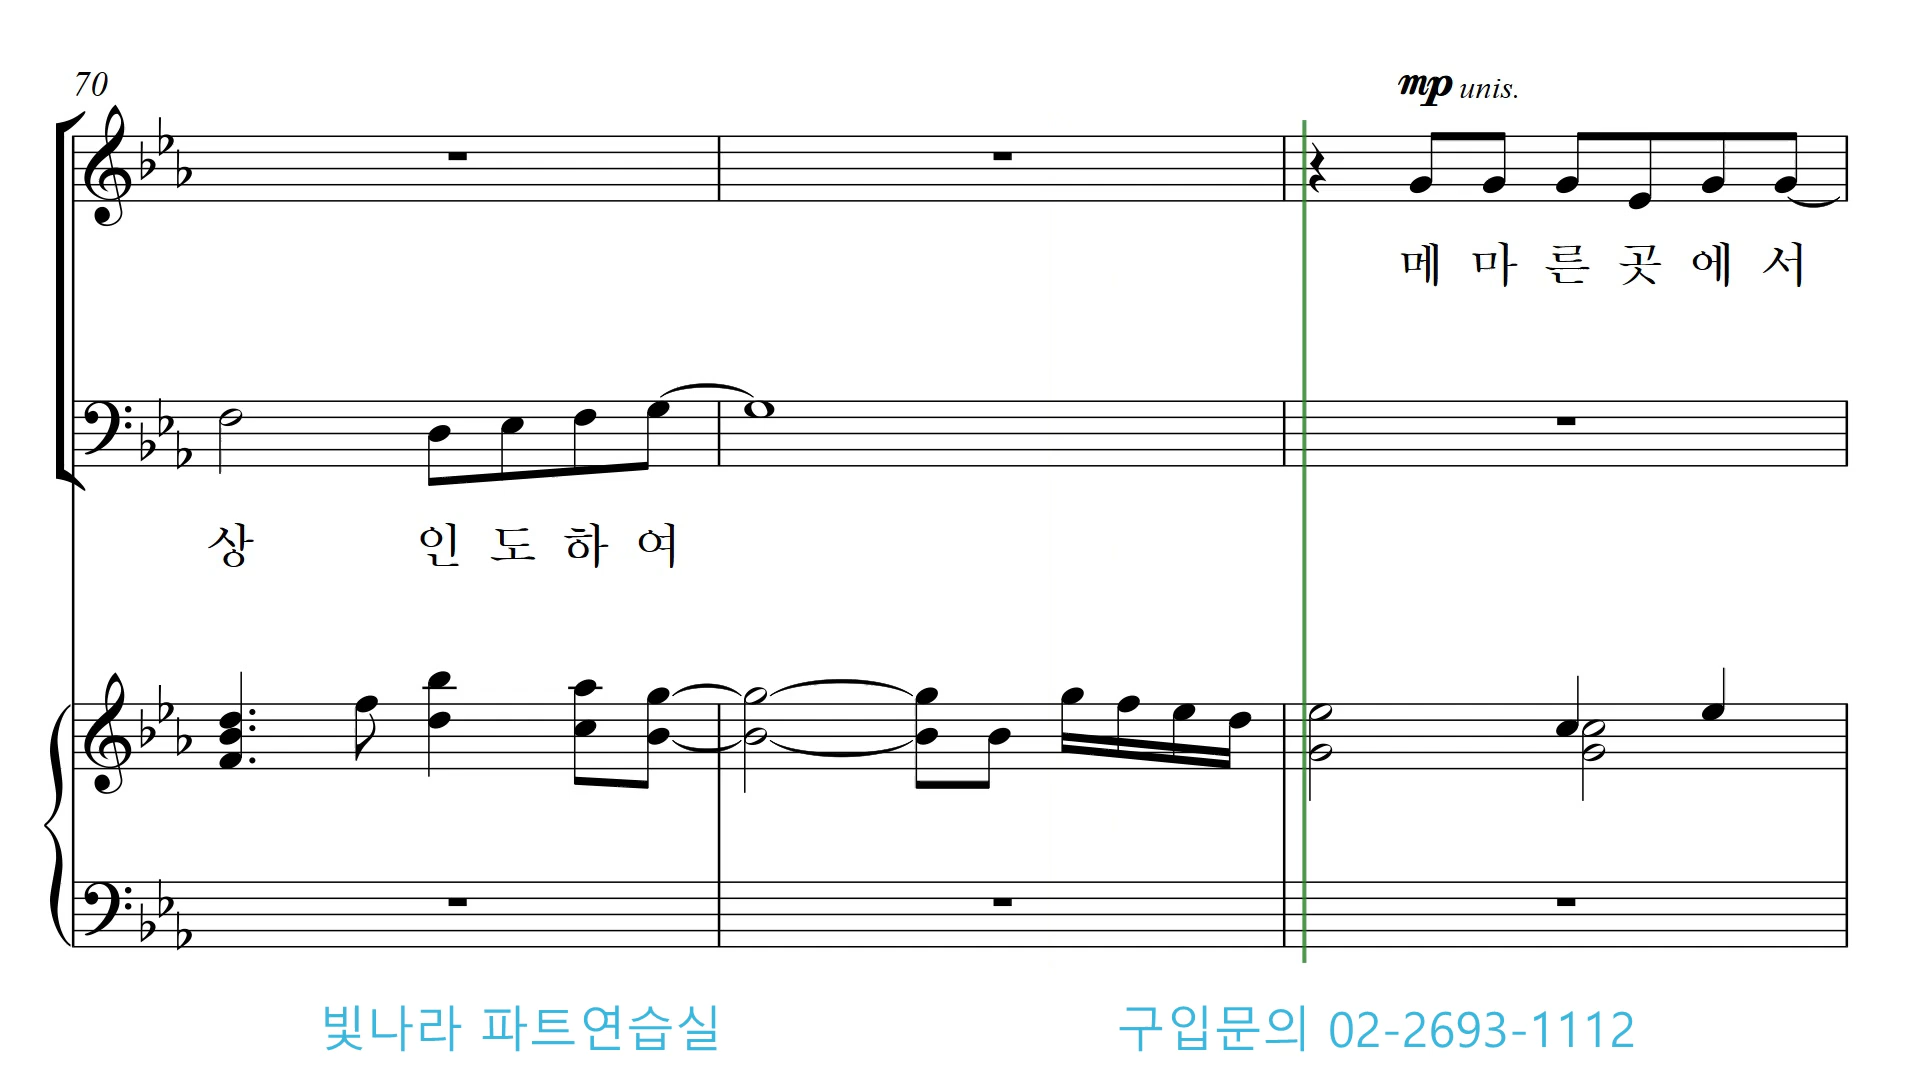 70
mp unis.
메 마 른 곳 에 서
상 인 도 하 여
빛나라 파트연습실 구입문의 02-2693-1112